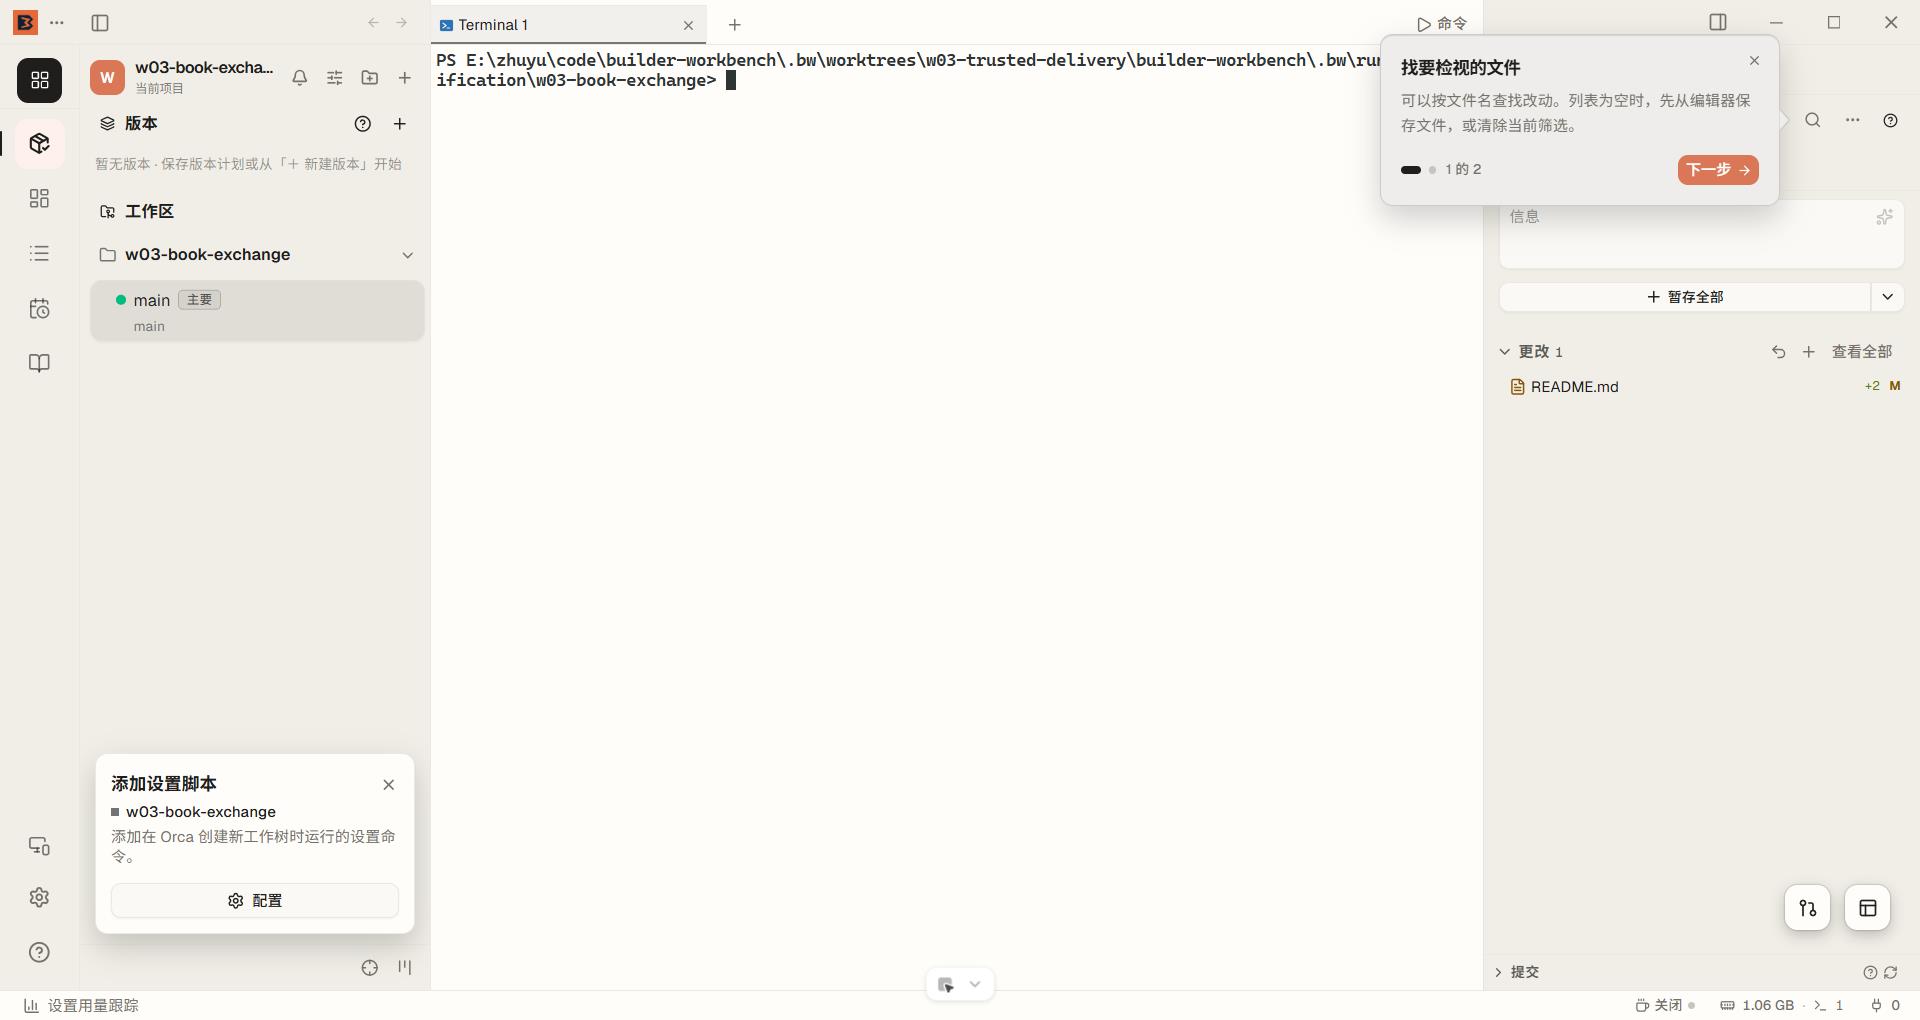 Terminal 1
命令
w03-book-excha...
当前项目
W
版本
暂无版本 · 保存版本计划或从「＋ 新建版本」开始
工作区
w03-book-exchange
main 主要
main
添加设置脚本
w03-book-exchange
添加在 Orca 创建新工作树时运行的设置命
令。
配置
PS E:\zhuyu\code\builder-workbench\.bw\worktrees\w03-trusted-delivery\builder-workbench\.bw\ru
ification\w03-book-exchange>
找要检视的文件
可以按文件名查找改动。列表为空时，先从编辑器保
存文件，或清除当前筛选。
1 的 2
下一步
信息
暂存全部
更改 1
查看全部
README.md
+2 M
提交
设置用量跟踪
关闭
1.06 GB · 1
0